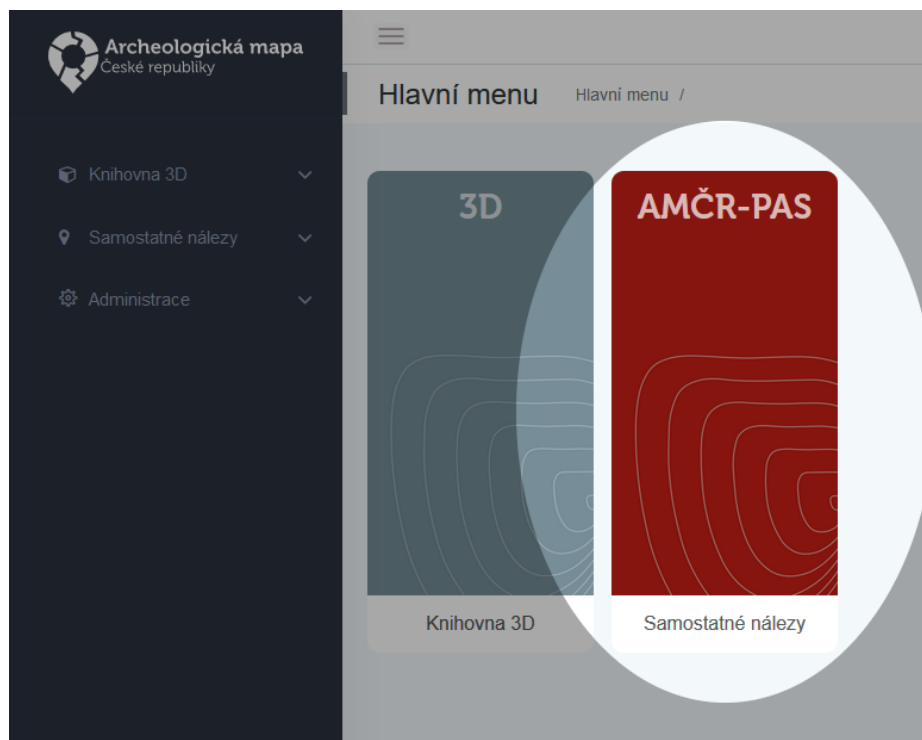 Archeologická mapa
České republiky
Hlavní menu
Hlavní menu /
Knihovna 3D
Samostatné nálezy
Administrace
3D
AMČR-PAS
Knihovna 3D
Samostatné nálezy